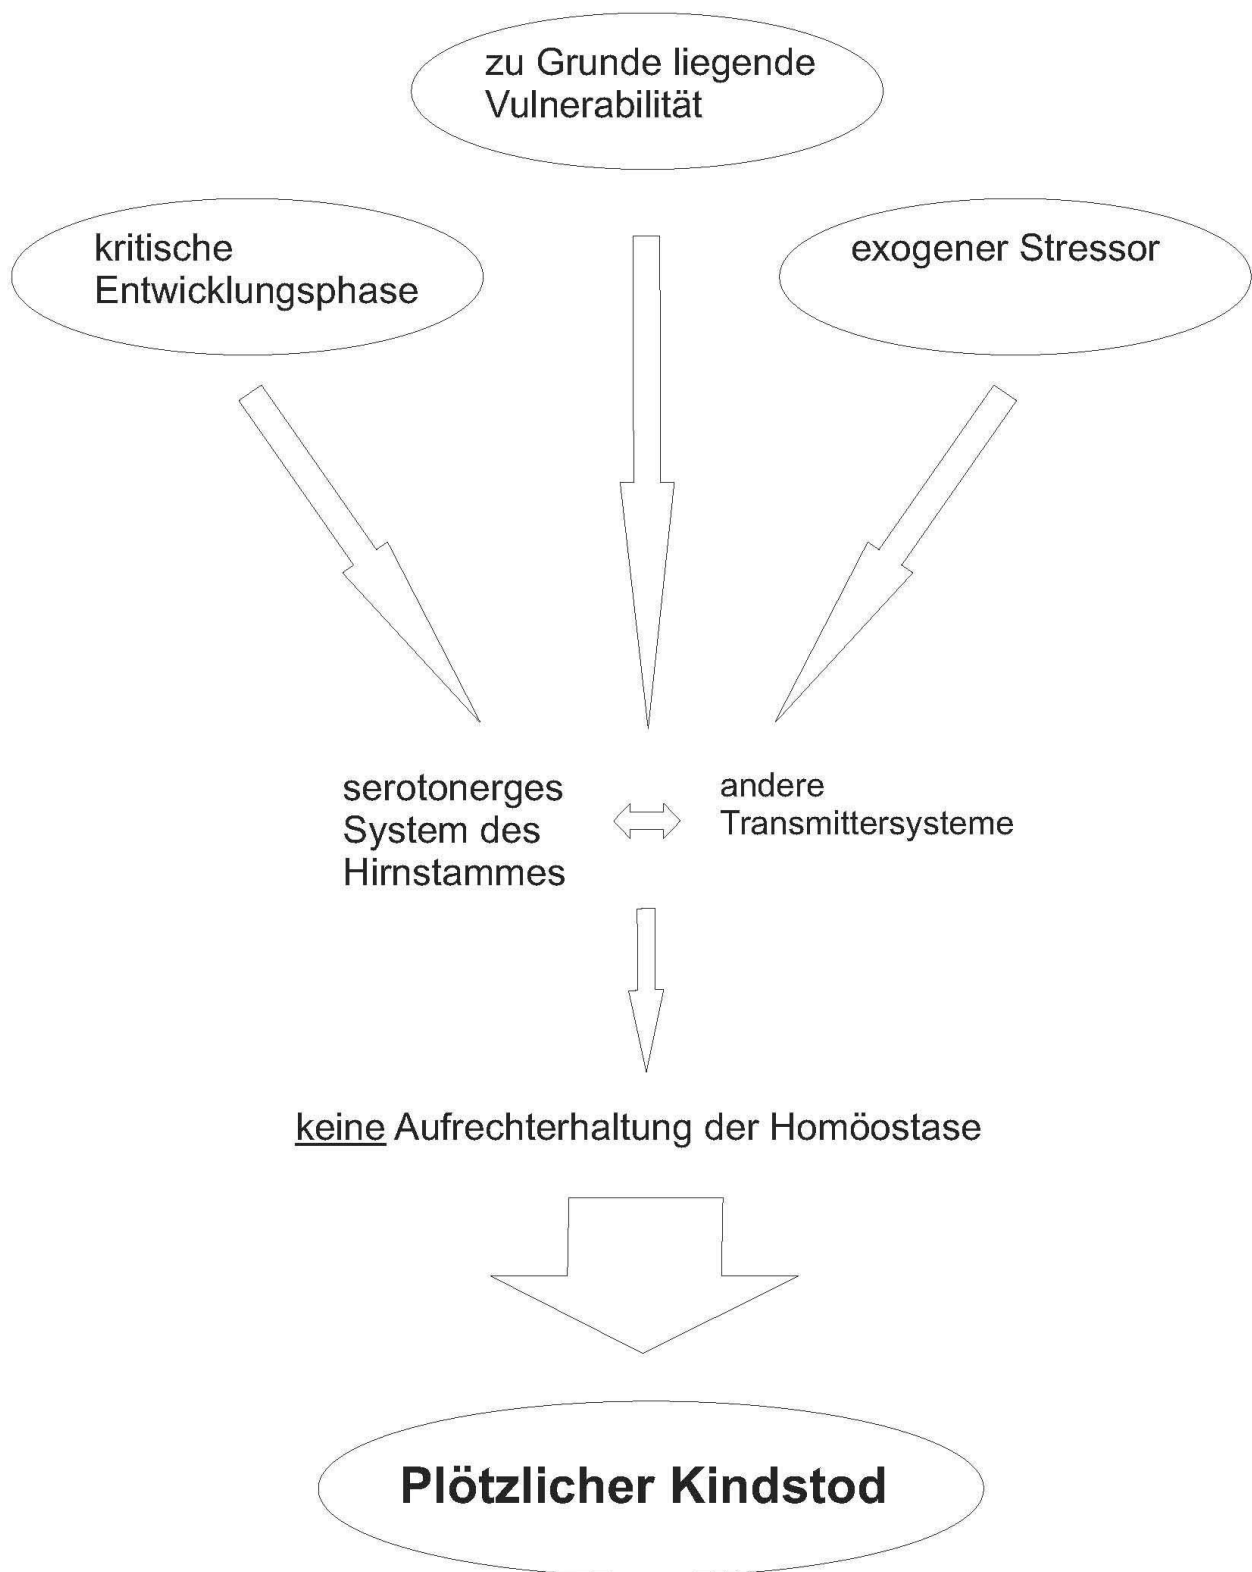 zu Grunde liegende
Vulnerabilität
kritische
Entwicklungsphase
exogener Stressor
serotonerges
System des
Hirnstammes
andere
Transmittersysteme
keine Aufrechterhaltung der Homöostase
Plötzlicher Kindstod